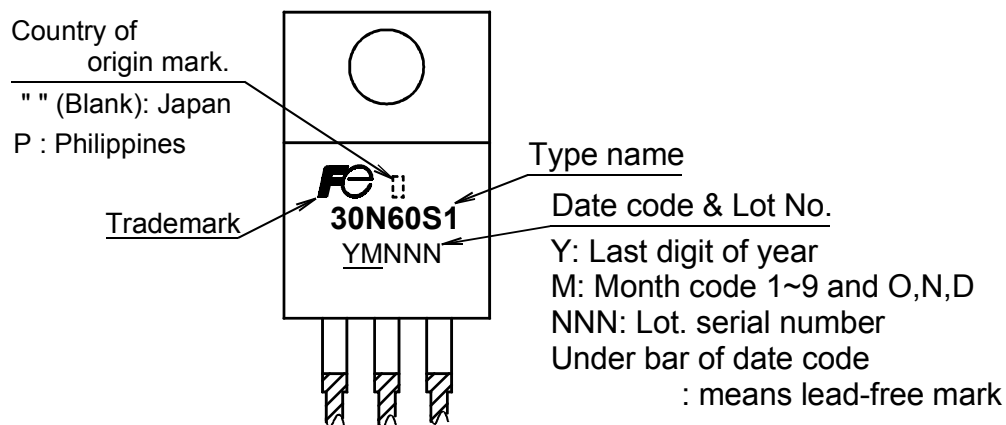 Country of
origin mark.
" " (Blank): Japan
P : Philippines
Trademark
Fe
30N60S1
YMNNN
Type name
Date code & Lot No.
Y: Last digit of year
M: Month code 1~9 and O,N,D
NNN: Lot. serial number
Under bar of date code
: means lead-free mark